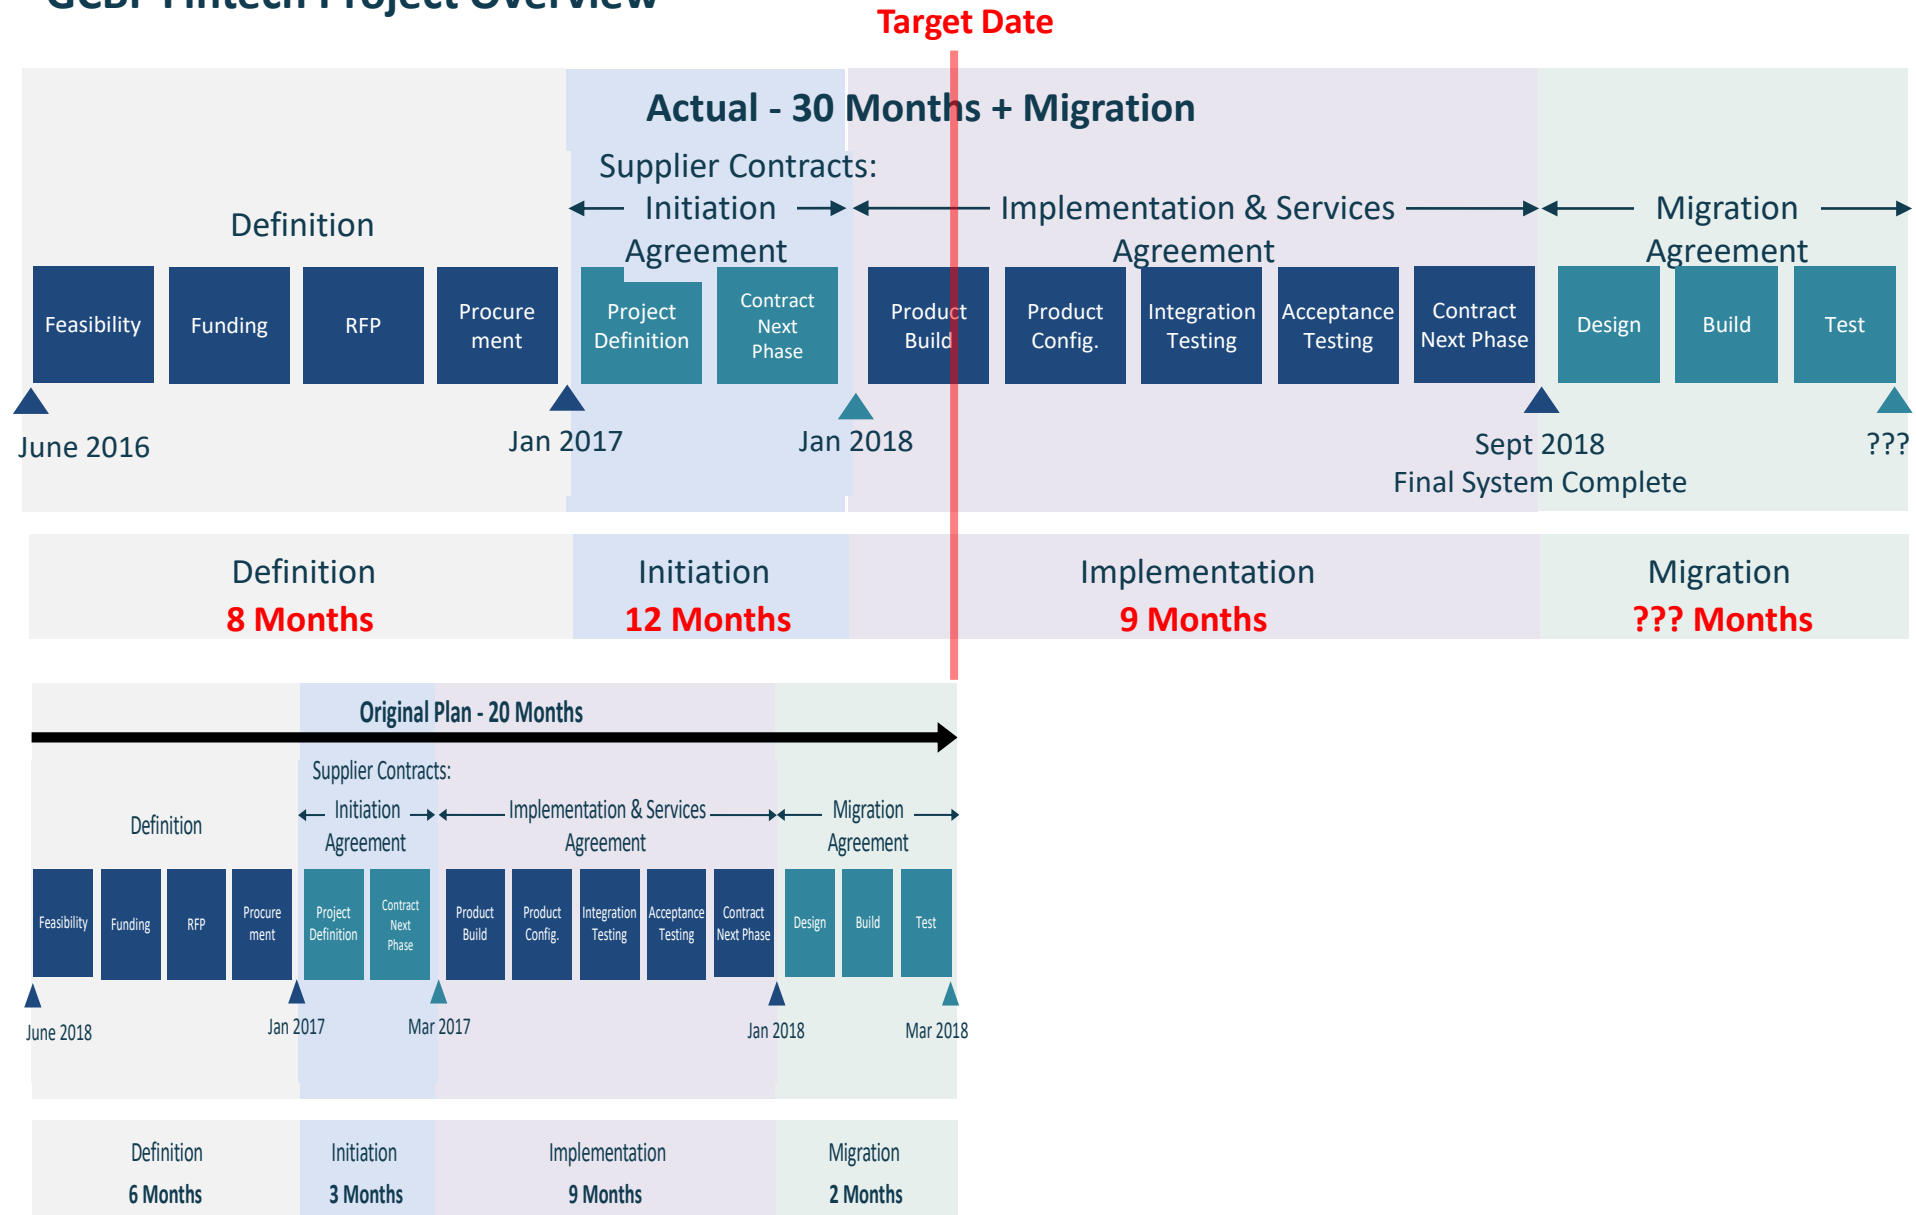 GCBF Fintech Project Overview
Target Date
Actual - 30 Months + Migration
Supplier Contracts:
Definition
Initiation
Agreement
Implementation & Services
Agreement
Migration
Agreement
Feasibility
Funding
RFP
Procure
ment
Project
Definition
Contract
Next
Phase
Product
Build
Product
Config.
Integration
Testing
Acceptance
Testing
Contract
Next Phase
Design
Build
Test
June 2016
Jan 2017
Jan 2018
Sept 2018
Final System Complete
???
Definition
8 Months
Initiation
12 Months
Implementation
9 Months
Migration
??? Months
Original Plan - 20 Months
Supplier Contracts:
Definition
Initiation
Agreement
Implementation & Services
Agreement
Migration
Agreement
Feasibility
Funding
RFP
Procure
ment
Project
Definition
Contract
Next
Phase
Product
Build
Product
Config.
Integration
Testing
Acceptance
Testing
Contract
Next Phase
Design
Build
Test
June 2018
Jan 2017
Mar 2017
Jan 2018
Mar 2018
Definition
6 Months
Initiation
3 Months
Implementation
9 Months
Migration
2 Months